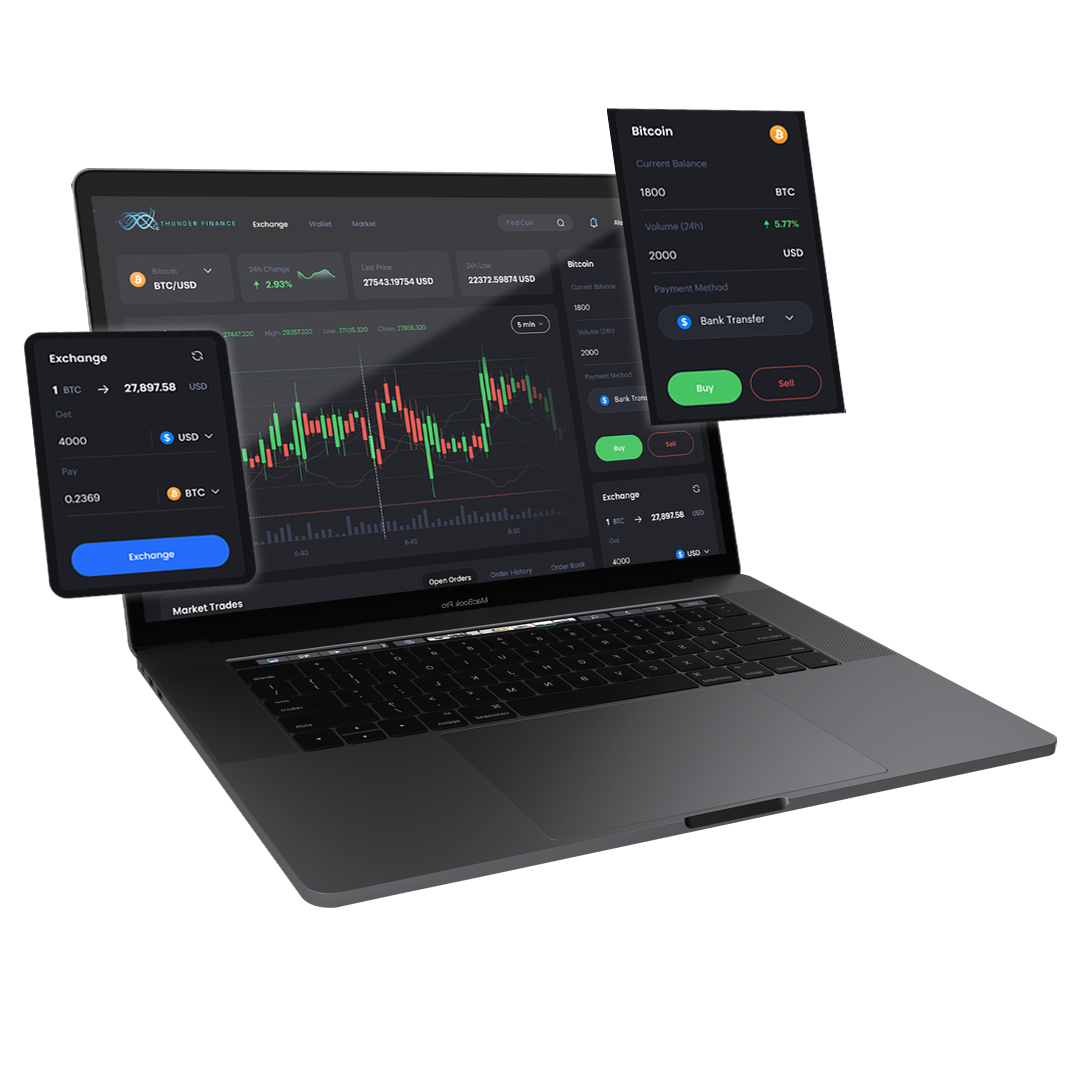 THUNDER FINANCE
Exchange
Wallet
Market
Find Coin
Bitcoin
BTC/USD
24h Change
2.93%
Last Price
27543.19754 USD
24h Low
22372.59874 USD
27447.320
High: 29357.320
Low: 27105.320
Close: 27856.320
5 min
6:40
6:45
6:50
Market Trades
Open Orders
Order History
Order Book
Bitcoin
Current Balance
1800
Volume (24h)
2000
Payment Method
$ Bank Trans
Buy
Sell
Exchange
1 BTC → 27,897.58 USD
Get
4000
$ USD
Exchange
1 BTC → 27,897.58 USD
Get
4000
$ USD
Pay
0.2369
BTC
Exchange
Bitcoin
Current Balance
1800 BTC
Volume (24h) 5.77%
2000 USD
Payment Method
$ Bank Transfer
Buy
Sell
MacBook Pro